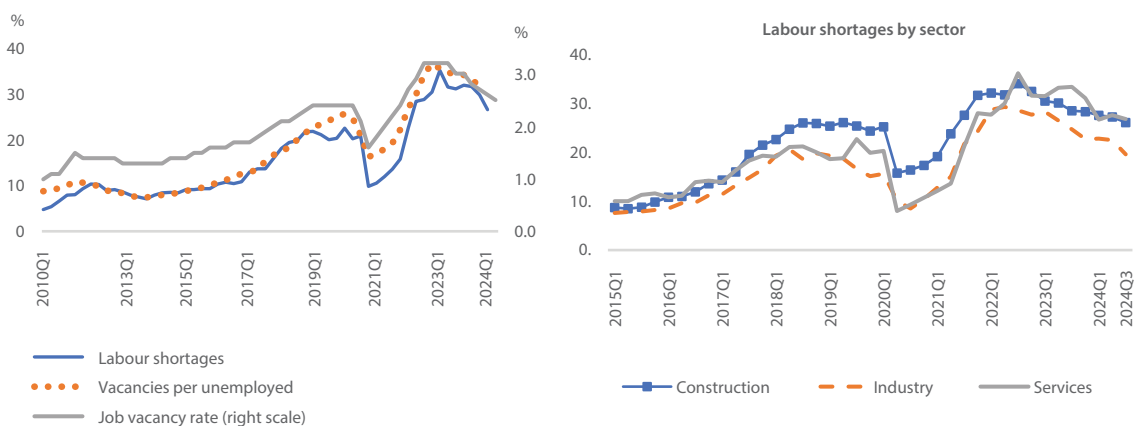 %
40
30
20
10
0
%
3.0
2.0
1.0
0.0
2010Q1
2013Q1
2015Q1
2017Q1
2019Q1
2021Q1
2023Q1
2024Q1
Labour shortages
Vacancies per unemployed
Job vacancy rate (right scale)
Labour shortages by sector
40.
30.
20.
10.
0.
2015Q1
2016Q1
2017Q1
2018Q1
2019Q1
2020Q1
2021Q1
2022Q1
2023Q1
2024Q1
2024Q3
Construction
Industry
Services